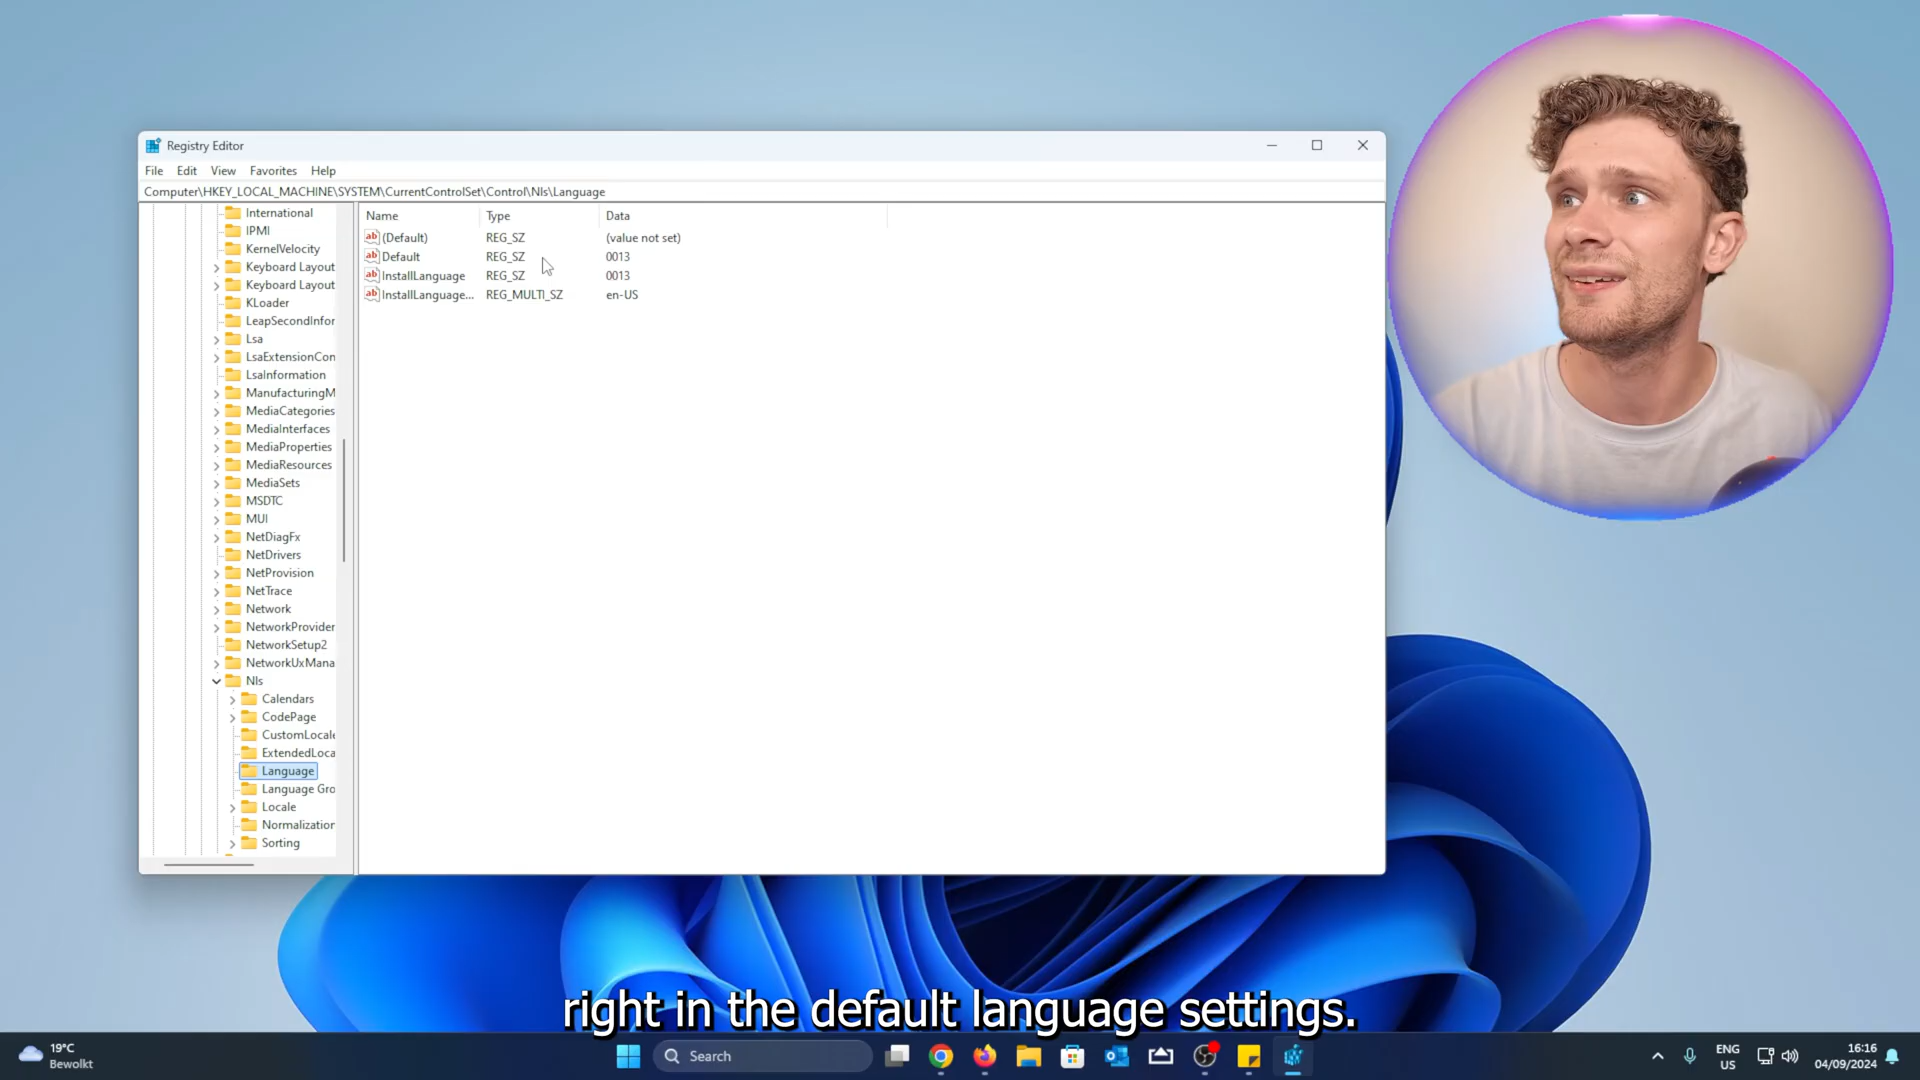 Registry Editor
File Edit View Favorites Help
Computer\HKEY_LOCAL_MACHINE\SYSTEM\CurrentControlSet\Control\Nls\Language
Name Type Data
(Default) REG_SZ (value not set)
Default REG_SZ 0013
InstallLanguage REG_SZ 0013
InstallLanguage... REG_MULTI_SZ en-US
International
IPMI
KernelVelocity
Keyboard Layout
Keyboard Layout
KLoader
LeapSecondInfor
Lsa
LsaExtensionCon
LsaInformation
ManufacturingM
MediaCategories
MediaInterfaces
MediaProperties
MediaResources
MediaSets
MSDTC
MUI
NetDiagFx
NetDrivers
NetProvision
NetTrace
Network
NetworkProvider
NetworkSetup2
NetworkUxMana
Nls
Calendars
CodePage
CustomLocale
ExtendedLoca
Language
Language Gro
Locale
Normalization
Sorting
right in the default language settings.
19°C
Bewolkt
Search
ENG
US
16:16
04/09/2024